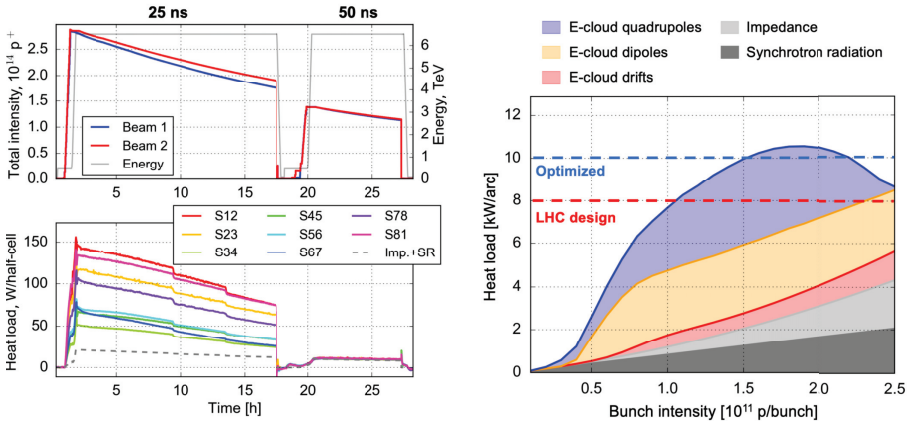 25 ns
50 ns
Total intensity, 10¹⁴ p⁺
2.5
2.0
1.5
1.0
0.5
0.0
Beam 1
Beam 2
Energy
6
5
4
3
2
1
0
Energy, TeV
5
10
15
20
25
S12
S45
S78
S23
S56
S81
S34
S67
Imp.+SR
Heat load, W/half-cell
150
100
50
0
5
10
15
20
25
Time [h]
E-cloud quadrupoles
Impedance
E-cloud dipoles
Synchrotron radiation
E-cloud drifts
Heat load [kW/arc]
12
10
8
6
4
2
0
Optimized
LHC design
0.5
1.0
1.5
2.0
2.5
Bunch intensity [10¹¹ p/bunch]